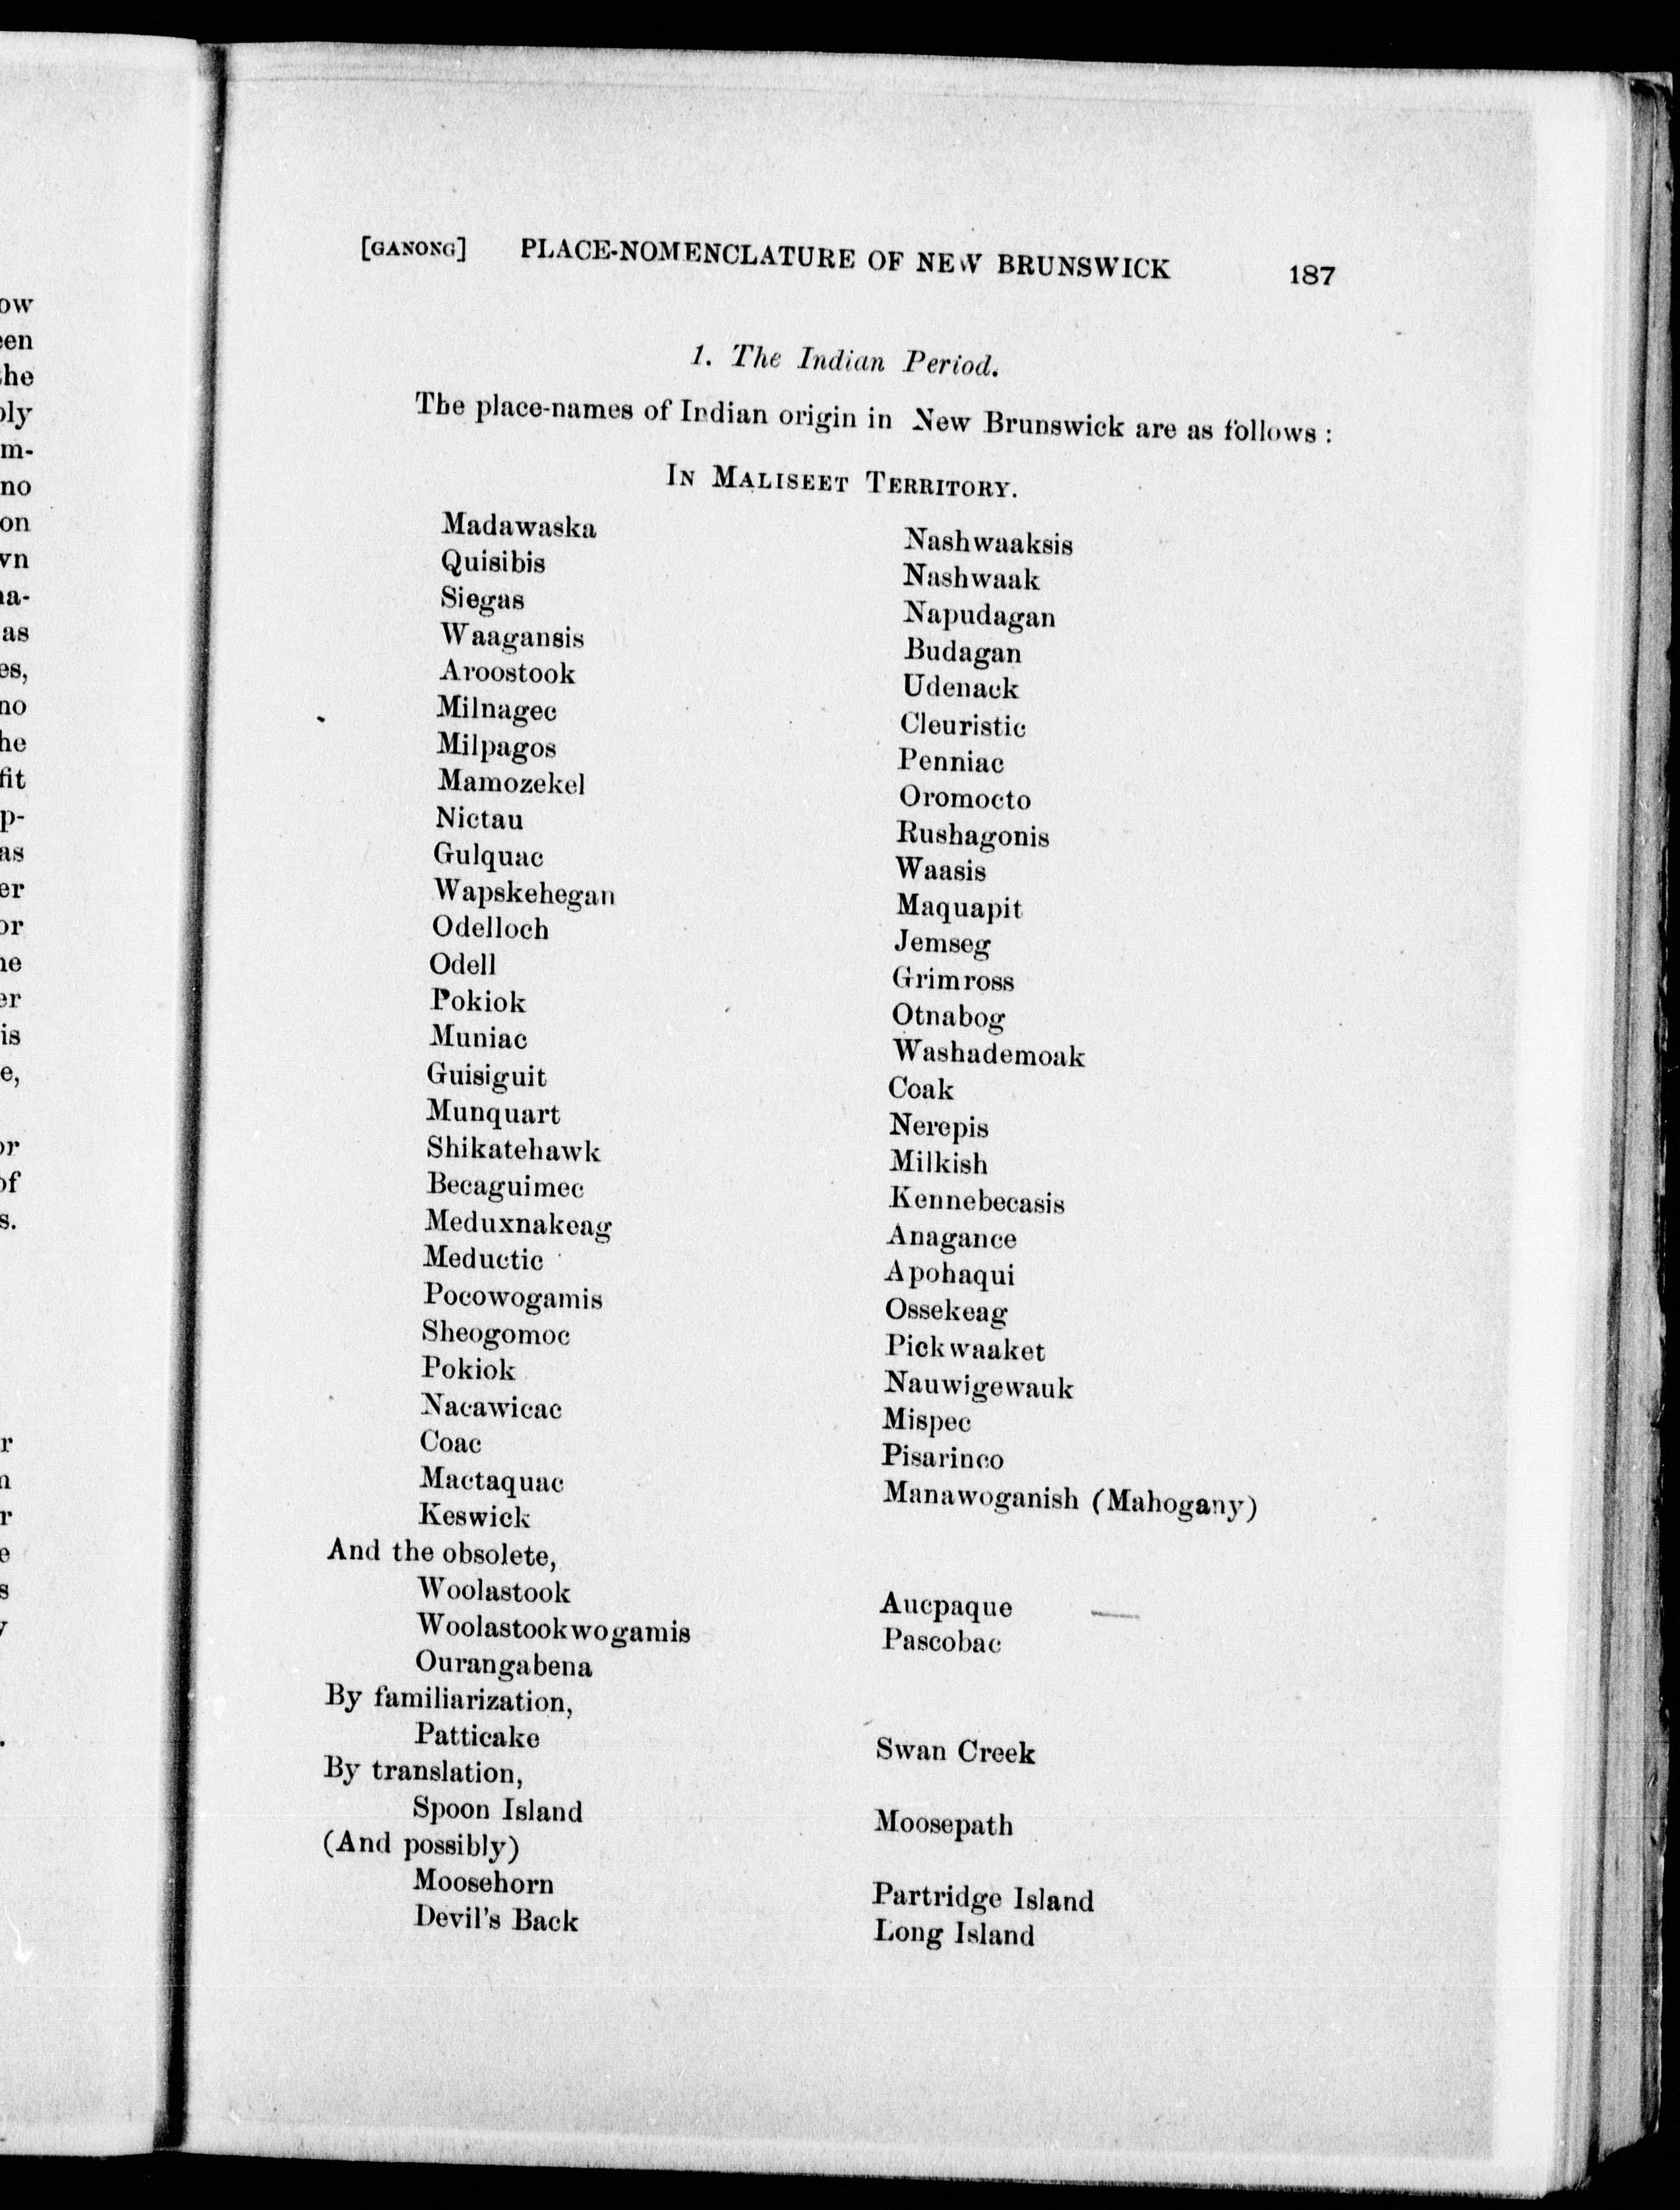 [GANONG] PLACE-NOMENCLATURE OF NEW BRUNSWICK 187
1. The Indian Period.
The place-names of Indian origin in New Brunswick are as follows :
IN MALISEET TERRITORY.
Madawaska
Quisibis
Siegas
Waagansis
Aroostook
Milnagec
Milpagos
Mamozekel
Nictau
Gulquac
Wapskehegan
Odelloch
Odell
Pokiok
Muniac
Guisiguit
Munquart
Shikatehawk
Becaguimec
Meduxnakeag
Meductic
Pocowogamis
Sheogomoc
Pokiok
Nacawicac
Coac
Mactaquac
Keswick
Nashwaaksis
Nashwaak
Napudagan
Budagan
Udenack
Cleuristic
Penniac
Oromocto
Rushagonis
Waasis
Maquapit
Jemseg
Grimross
Otnabog
Washademoak
Coak
Nerepis
Milkish
Kennebecasis
Anagance
Apohaqui
Ossekeag
Pickwaaket
Nauwigewauk
Mispec
Pisarinco
Manawoganish (Mahogany)
And the obsolete,
Woolastook
Woolastookwogamis
Ourangabena
Aucpaque
Pascobac
By familiarization,
Patticake
Swan Creek
By translation,
Spoon Island
Moosepath
(And possibly)
Moosehorn
Devil's Back
Partridge Island
Long Island